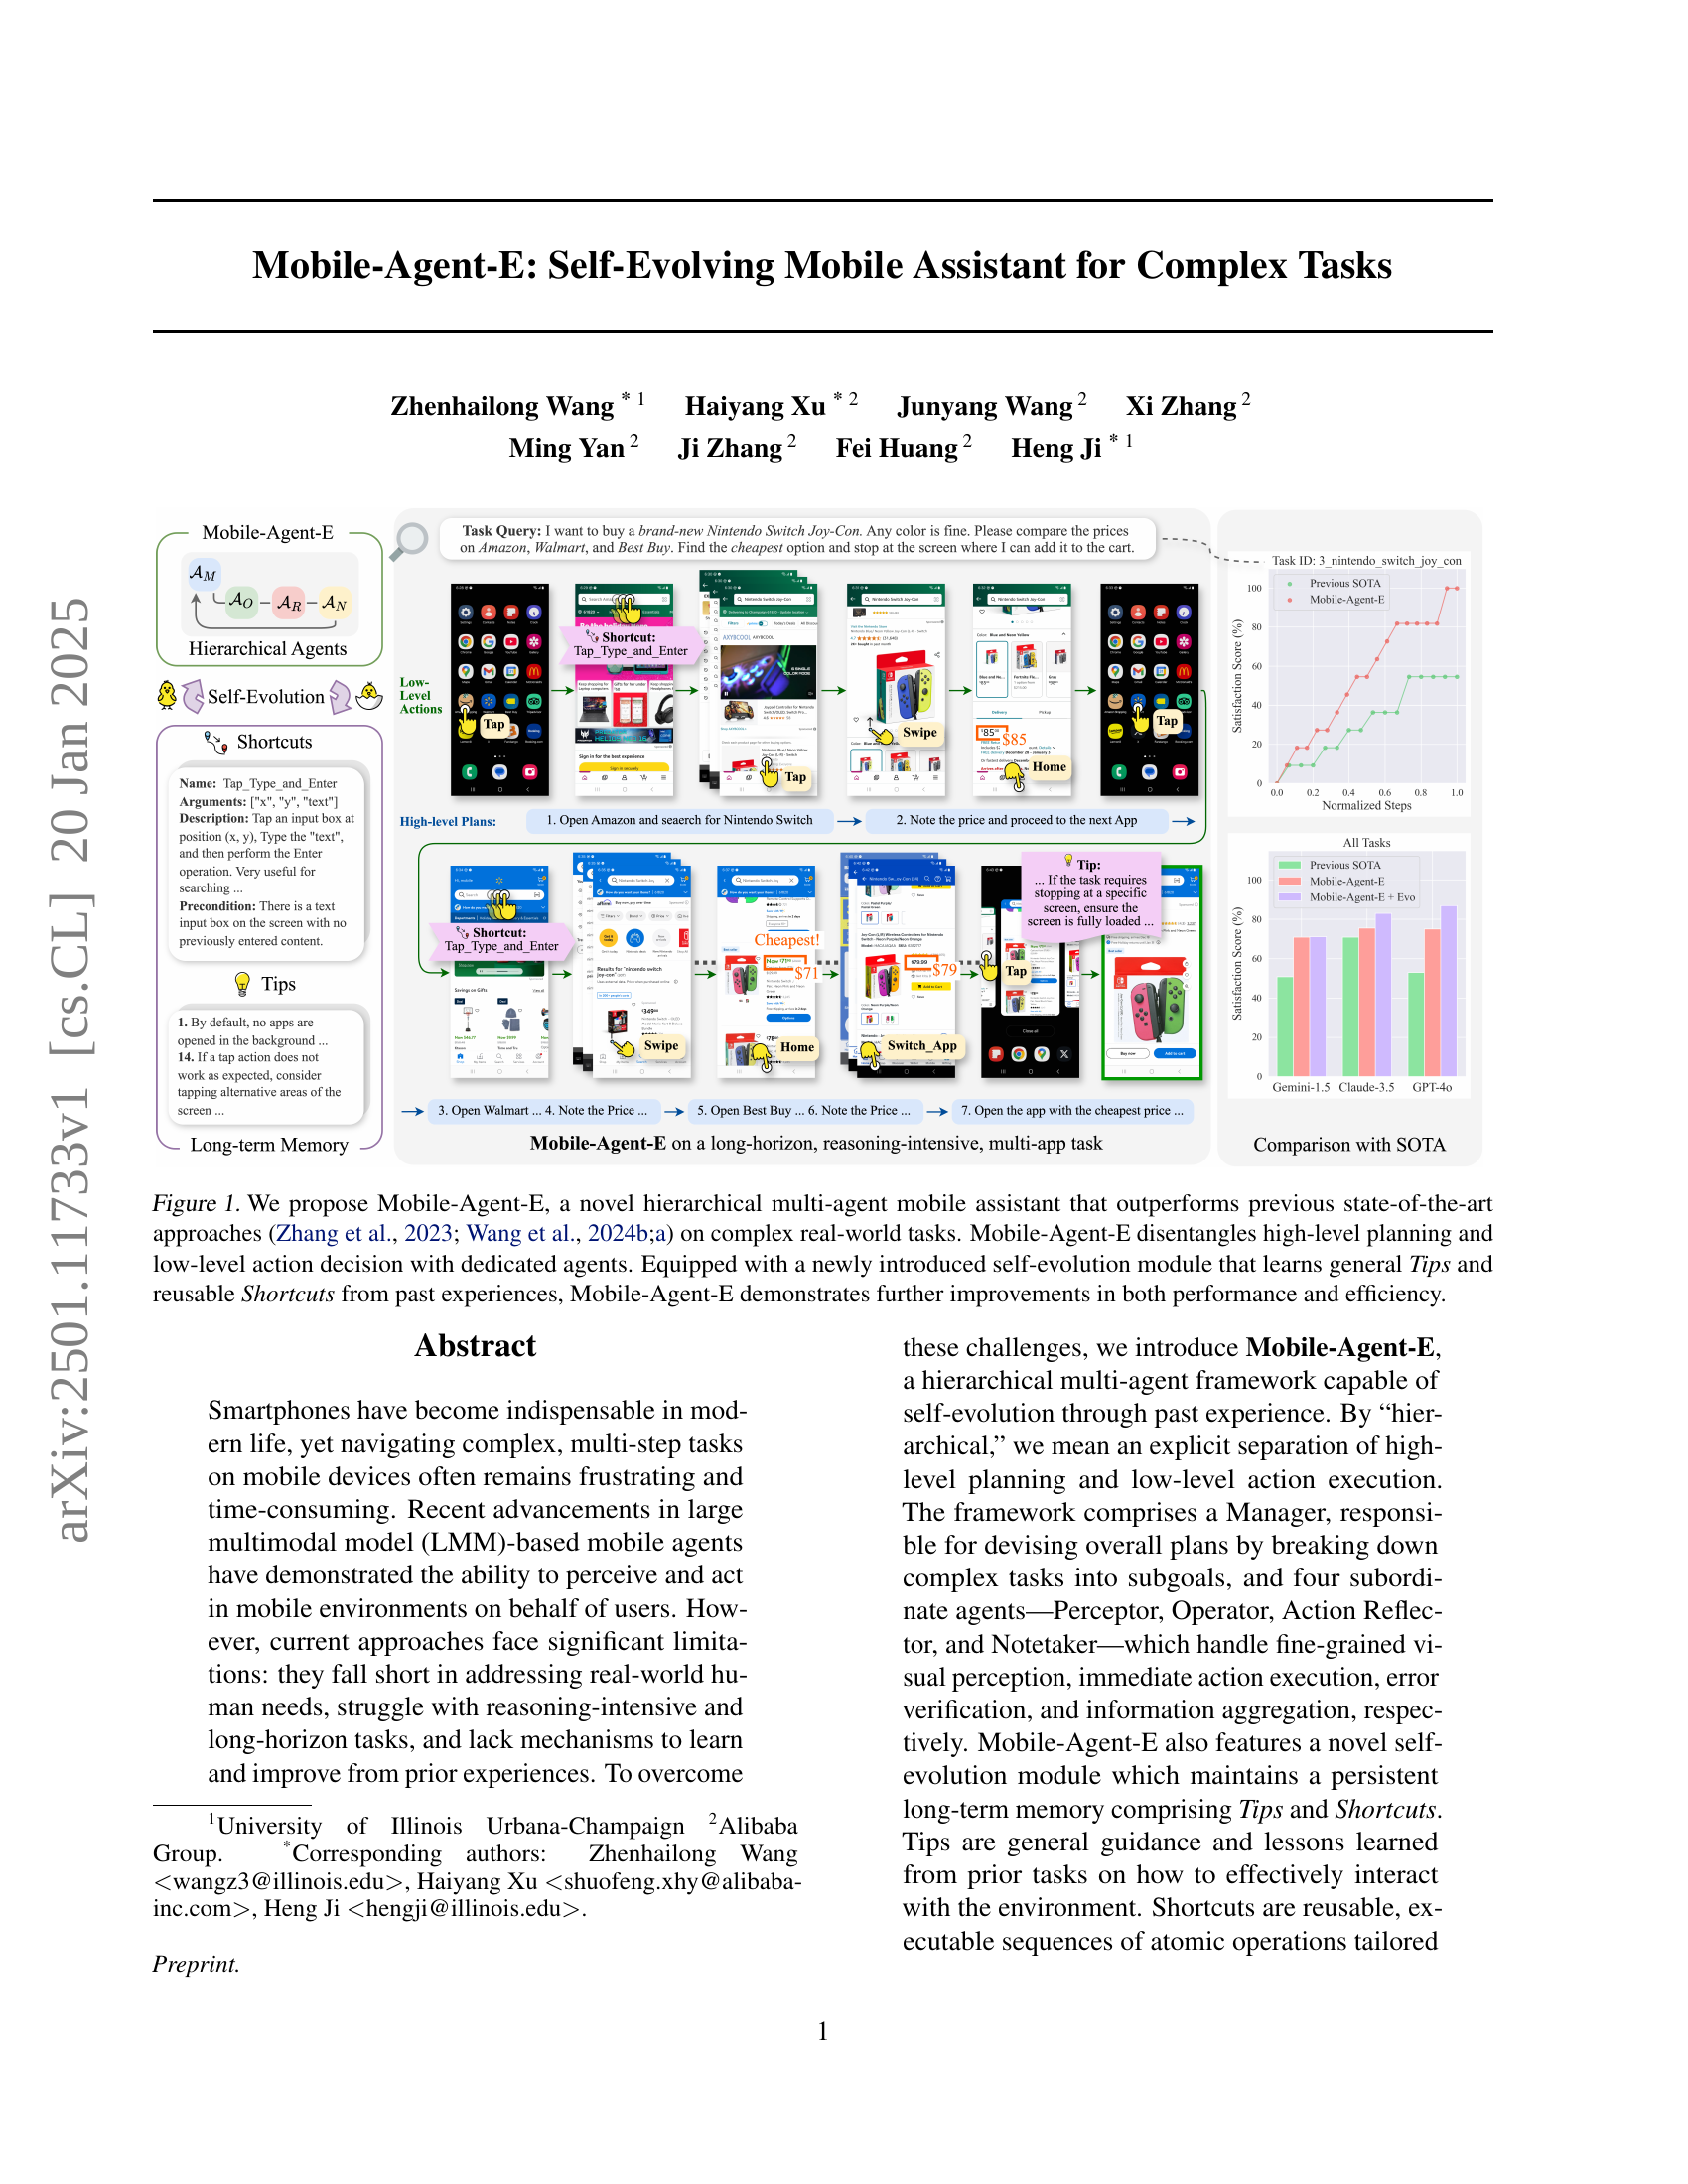 arXiv:2501.11733v1 [cs.CL] 20 Jan 2025
Mobile-Agent-E: Self-Evolving Mobile Assistant for Complex Tasks
Zhenhailong Wang * 1 Haiyang Xu * 2 Junyang Wang 2 Xi Zhang 2
Ming Yan 2 Ji Zhang 2 Fei Huang 2 Heng Ji * 1
Mobile-Agent-E
A_M
A_O A_R A_N
Hierarchical Agents
Self-Evolution
Shortcuts
Name: Tap_Type_and_Enter
Arguments: ["x", "y", "text"]
Description: Tap an input box at
position (x, y), Type the "text",
and then perform the Enter
operation. Very useful for
searching ...
Precondition: There is a text
input box on the screen with no
previously entered content.
Tips
1. By default, no apps are
opened in the background ...
14. If a tap action does not
work as expected, consider
tapping alternative areas of the
screen ...
Long-term Memory
Task Query: I want to buy a brand-new Nintendo Switch Joy-Con. Any color is fine. Please compare the prices
on Amazon, Walmart, and Best Buy. Find the cheapest option and stop at the screen where I can add it to the cart.
Low-
Level
Actions
Tap
Shortcut:
Tap_Type_and_Enter
Tap
Swipe
$85
Home
Tap
High-level Plans:
1. Open Amazon and seaerch for Nintendo Switch
2. Note the price and proceed to the next App
Shortcut:
Tap_Type_and_Enter
Swipe
Cheapest!
$71
Home
$79
Switch_App
Tap
Tip:
... If the task requires
stopping at a specific
screen, ensure the
screen is fully loaded ...
3. Open Walmart ... 4. Note the Price ...
5. Open Best Buy ... 6. Note the Price ...
7. Open the app with the cheapest price ...
Mobile-Agent-E on a long-horizon, reasoning-intensive, multi-app task
Task ID: 3_nintendo_switch_joy_con
Previous SOTA
Mobile-Agent-E
Satisfaction Score (%)
100
80
60
40
20
0
0.0 0.2 0.4 0.6 0.8 1.0
Normalized Steps
All Tasks
Previous SOTA
Mobile-Agent-E
Mobile-Agent-E + Evo
Satisfaction Score (%)
100
80
60
40
20
0
Gemini-1.5 Claude-3.5 GPT-4o
Comparison with SOTA
Figure 1. We propose Mobile-Agent-E, a novel hierarchical multi-agent mobile assistant that outperforms previous state-of-the-art
approaches (Zhang et al., 2023; Wang et al., 2024b;a) on complex real-world tasks. Mobile-Agent-E disentangles high-level planning and
low-level action decision with dedicated agents. Equipped with a newly introduced self-evolution module that learns general Tips and
reusable Shortcuts from past experiences, Mobile-Agent-E demonstrates further improvements in both performance and efficiency.
Abstract
Smartphones have become indispensable in mod-
ern life, yet navigating complex, multi-step tasks
on mobile devices often remains frustrating and
time-consuming. Recent advancements in large
multimodal model (LMM)-based mobile agents
have demonstrated the ability to perceive and act
in mobile environments on behalf of users. How-
ever, current approaches face significant limita-
tions: they fall short in addressing real-world hu-
man needs, struggle with reasoning-intensive and
long-horizon tasks, and lack mechanisms to learn
and improve from prior experiences. To overcome
1University of Illinois Urbana-Champaign 2Alibaba
Group. *Corresponding authors: Zhenhailong Wang
<wangz3@illinois.edu>, Haiyang Xu <shuofeng.xhy@alibaba-
inc.com>, Heng Ji <hengji@illinois.edu>.
Preprint.
these challenges, we introduce Mobile-Agent-E,
a hierarchical multi-agent framework capable of
self-evolution through past experience. By “hier-
archical,” we mean an explicit separation of high-
level planning and low-level action execution.
The framework comprises a Manager, responsi-
ble for devising overall plans by breaking down
complex tasks into subgoals, and four subordi-
nate agents—Perceptor, Operator, Action Reflec-
tor, and Notetaker—which handle fine-grained vi-
sual perception, immediate action execution, error
verification, and information aggregation, respec-
tively. Mobile-Agent-E also features a novel self-
evolution module which maintains a persistent
long-term memory comprising Tips and Shortcuts.
Tips are general guidance and lessons learned
from prior tasks on how to effectively interact
with the environment. Shortcuts are reusable, ex-
ecutable sequences of atomic operations tailored
1